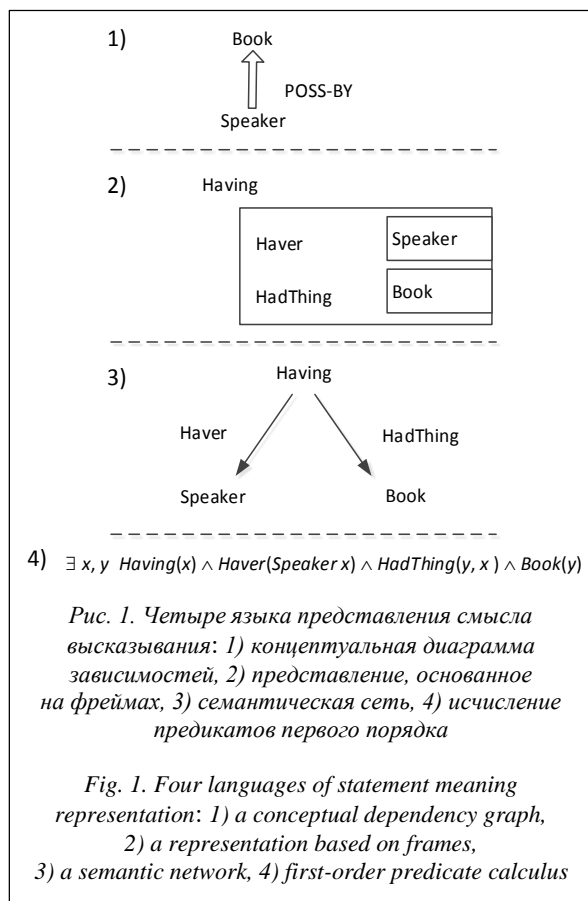 1)
Book
POSS-BY
Speaker
2)
Having
Haver
Speaker
HadThing
Book
3)
Having
Haver
HadThing
Speaker
Book
4) ∃ x, y Having(x) ∧ Haver(Speaker x) ∧ HadThing(y, x ) ∧ Book(y)
Рис. 1. Четыре языка представления смысла
высказывания: 1) концептуальная диаграмма
зависимостей, 2) представление, основанное
на фреймах, 3) семантическая сеть, 4) исчисление
предикатов первого порядка
Fig. 1. Four languages of statement meaning
representation: 1) a conceptual dependency graph,
2) a representation based on frames,
3) a semantic network, 4) first-order predicate calculus